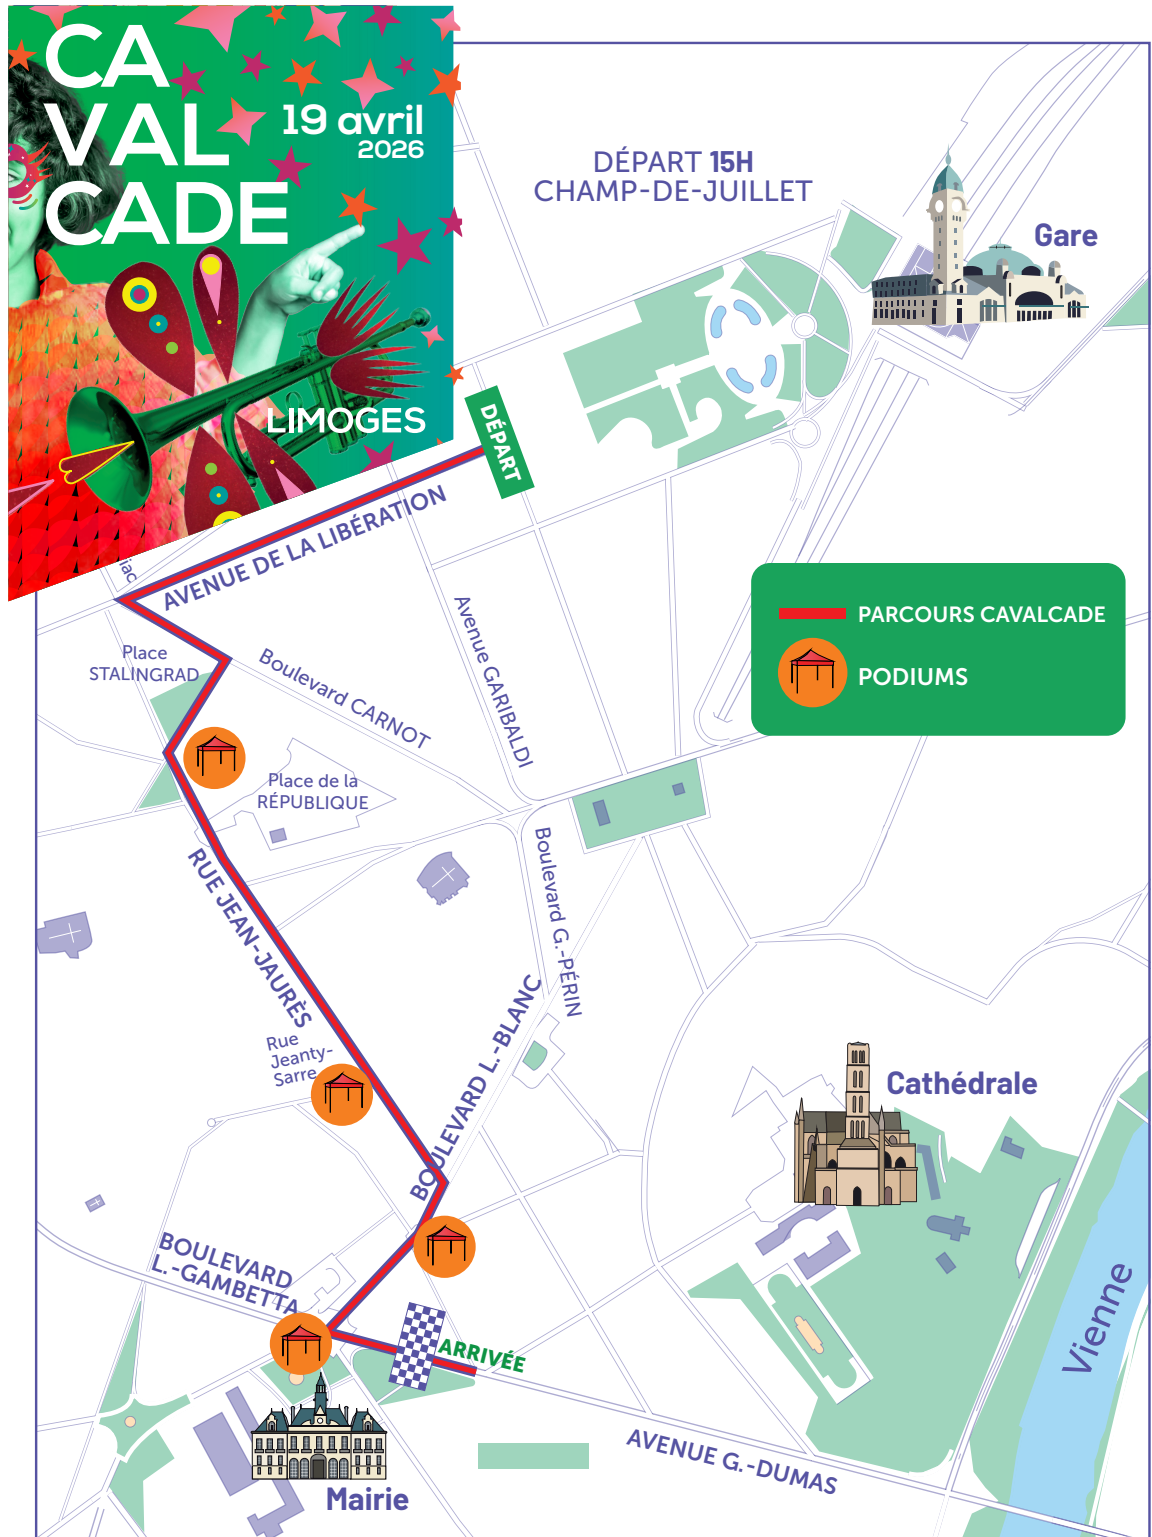 CA
VAL
CADE
19 avril
2026
LIMOGES
DÉPART 15H
CHAMP-DE-JUILLET
Gare
DÉPART
AVENUE DE LA LIBÉRATION
PARCOURS CAVALCADE
PODIUMS
Place
STALINGRAD
Boulevard CARNOT
Avenue GARIBALDI
Place de la
RÉPUBLIQUE
RUE JEAN-JAURÈS
Boulevard G.-PÉRIN
BOULEVARD L.-BLANC
Rue
Jeanty-
Sarre
Cathédrale
BOULEVARD
L.-GAMBETTA
Vienne
ARRIVÉE
AVENUE G.-DUMAS
Mairie